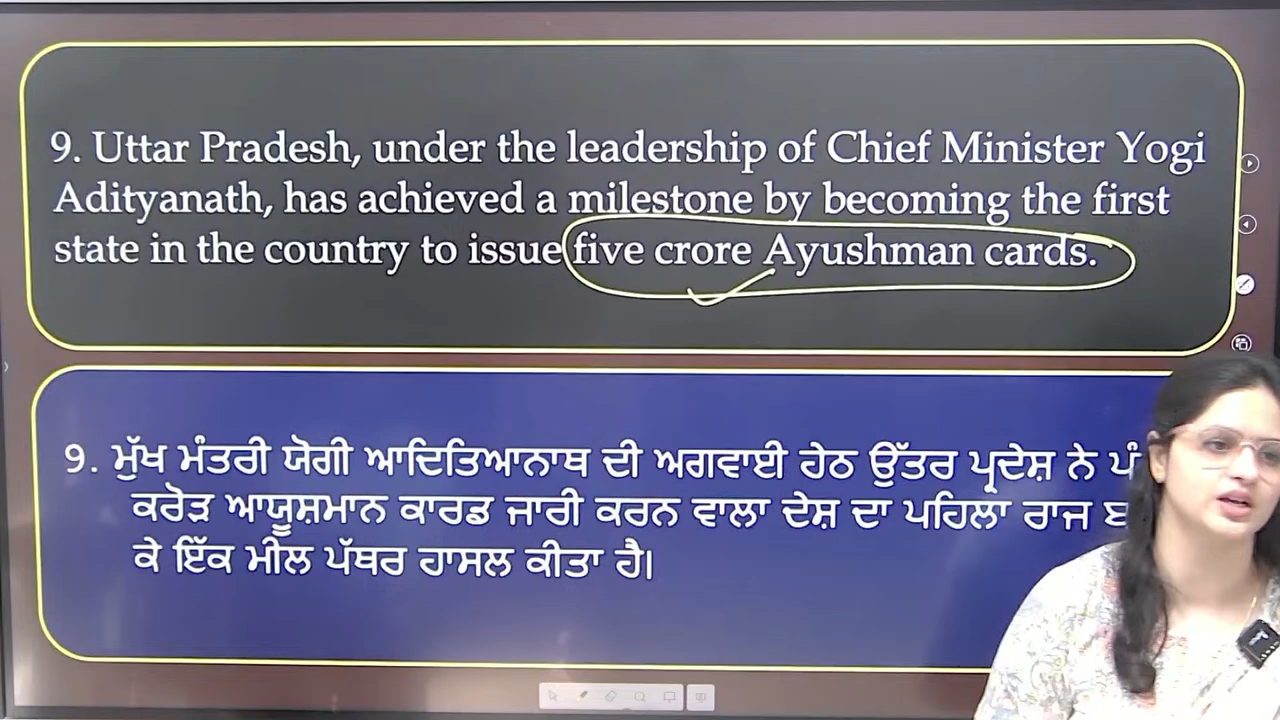 9. Uttar Pradesh, under the leadership of Chief Minister Yogi
Adityanath, has achieved a milestone by becoming the first
state in the country to issue five crore Ayushman cards.
9. ਮੁੱਖ ਮੰਤਰੀ ਯੋਗੀ ਆਦਿਤਿਆਨਾਥ ਦੀ ਅਗਵਾਈ ਹੇਠ ਉੱਤਰ ਪ੍ਰਦੇਸ਼ ਨੇ
ਕਰੋੜ ਆਯੂਸ਼ਮਾਨ ਕਾਰਡ ਜਾਰੀ ਕਰਨ ਵਾਲਾ ਦੇਸ਼ ਦਾ ਪਹਿਲਾ ਰਾਜ
ਕੇ ਇੱਕ ਮੀਲ ਪੱਥਰ ਹਾਸਲ ਕੀਤਾ ਹੈ।